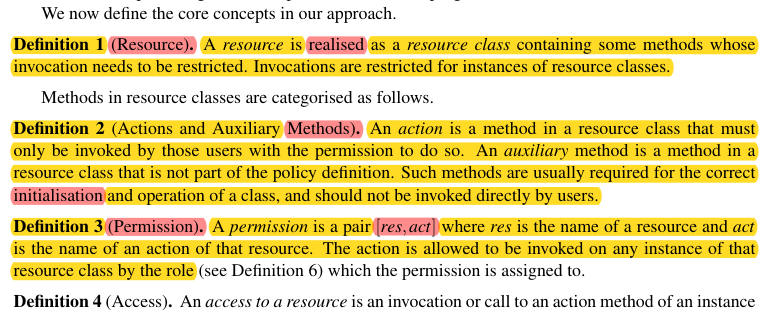 We now define the core concepts in our approach.
Definition 1 (Resource). A resource is realised as a resource class containing some methods whose
invocation needs to be restricted. Invocations are restricted for instances of resource classes.
Methods in resource classes are categorised as follows.
Definition 2 (Actions and Auxiliary Methods). An action is a method in a resource class that must
only be invoked by those users with the permission to do so. An auxiliary method is a method in a
resource class that is not part of the policy definition. Such methods are usually required for the correct
initialisation and operation of a class, and should not be invoked directly by users.
Definition 3 (Permission). A permission is a pair [res,act] where res is the name of a resource and act
is the name of an action of that resource. The action is allowed to be invoked on any instance of that
resource class by the role (see Definition 6) which the permission is assigned to.
Definition 4 (Access). An access to a resource is an invocation or call to an action method of an instance